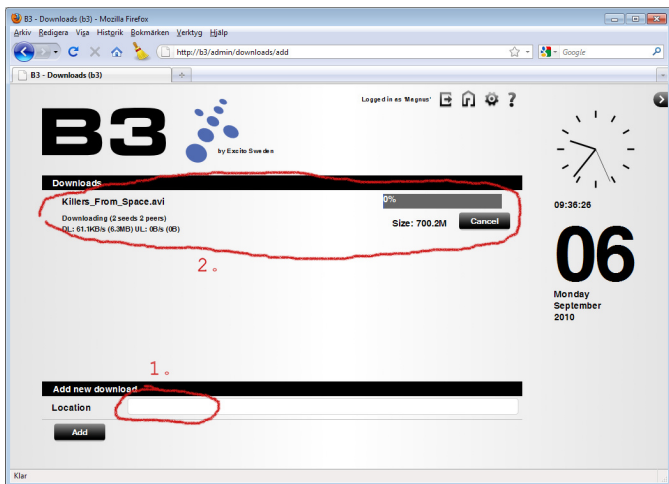 B3 - Downloads (b3) - Mozilla Firefox
Arkiv Redigera Visa Historik Bokmärken Verktyg Hjälp
http://b3/admin/downloads/add
Google
B3 - Downloads (b3)
Logged in as 'Magnus'
B3
by Excito Sweden
Downloads
Killers_From_Space.avi
0%
Downloading (2 seeds 2 peers)
DL: 61.1KB/s (6.3MB) UL: 0B/s (0B)
Size: 700.2M
Cancel
2.
09:36:26
06
Monday
September
2010
1.
Add new download
Location
Add
Klar